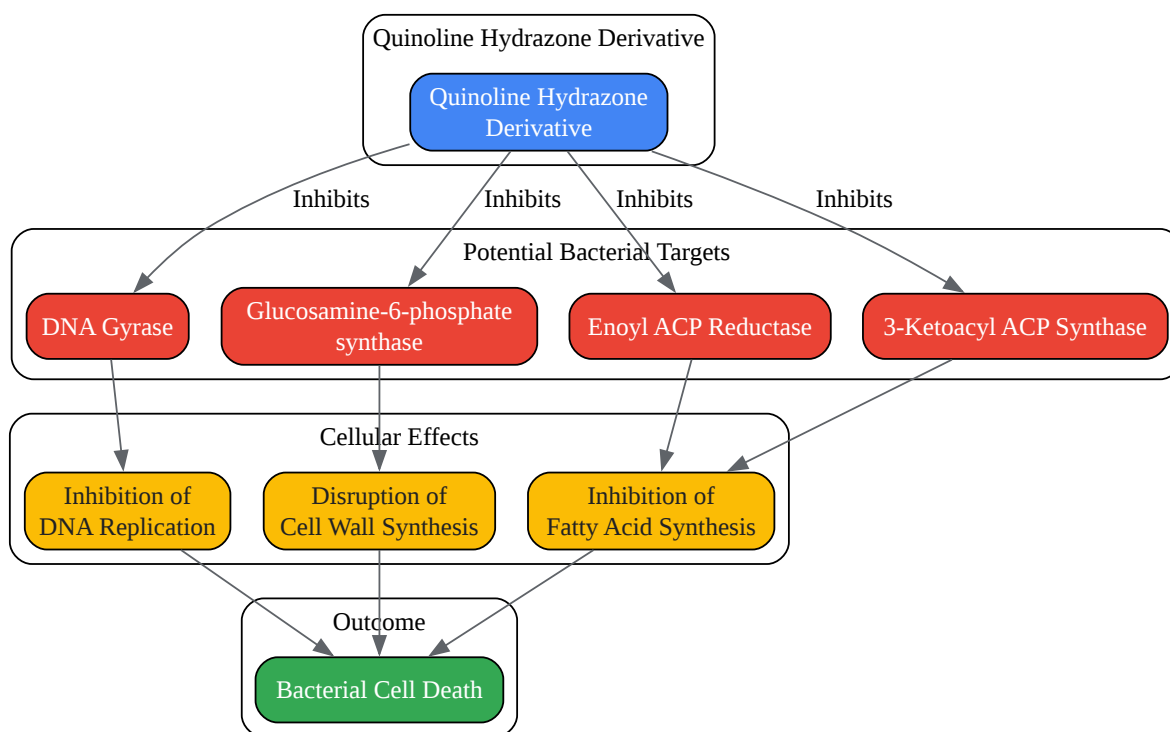 Quinoline Hydrazone Derivative
Quinoline Hydrazone
Derivative
Inhibits
Inhibits
Inhibits
Inhibits
Potential Bacterial Targets
DNA Gyrase
Glucosamine-6-phosphate
synthase
Enoyl ACP Reductase
3-Ketoacyl ACP Synthase
Cellular Effects
Inhibition of
DNA Replication
Disruption of
Cell Wall Synthesis
Inhibition of
Fatty Acid Synthesis
Outcome
Bacterial Cell Death